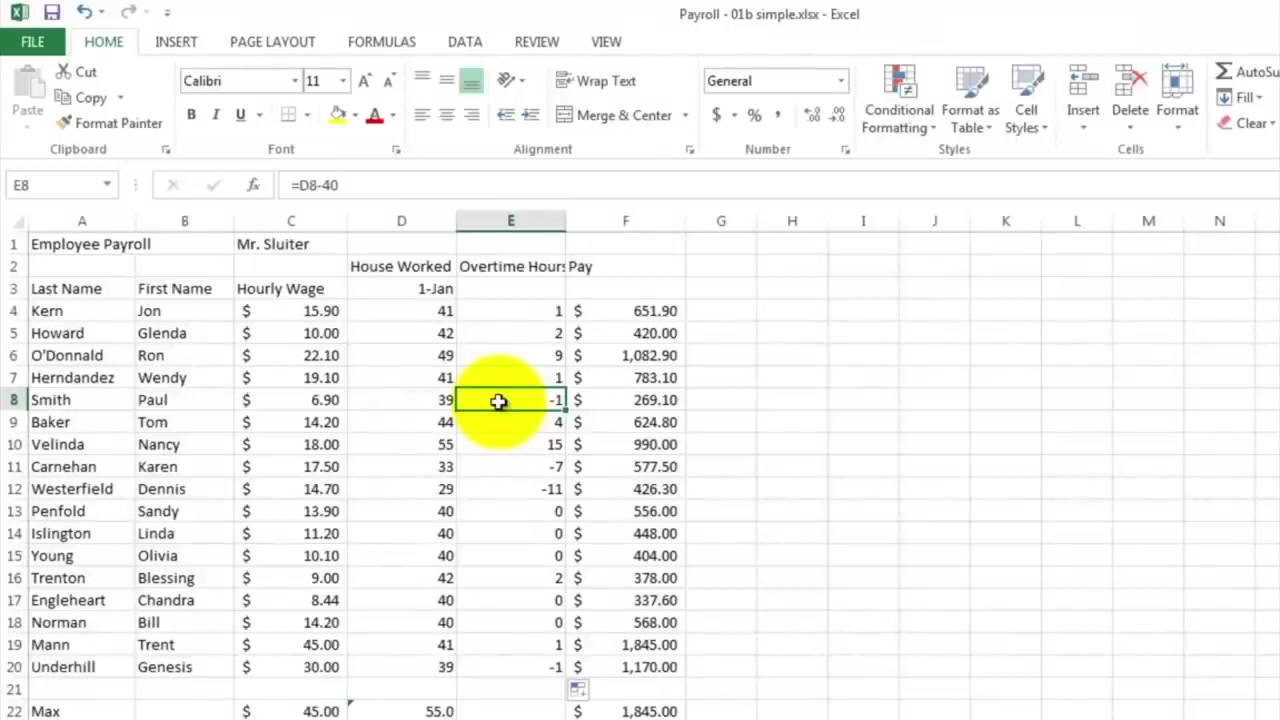 Payroll - 01b simple.xlsx - Excel
FILE HOME INSERT PAGE LAYOUT FORMULAS DATA REVIEW VIEW
Paste Cut Copy Format Painter
Calibri 11 A A
B I U A
Wrap Text
Merge & Center
General
$ % ,
Conditional Formatting Format as Table Cell Styles
Insert Delete Format
AutoSu
Fill
Clear
Clipboard Font Alignment Number Styles Cells
E8 fx =D8-40
A B C D E F G H I J K L M N
1 Employee Payroll Mr. Sluiter
2 House Worked Overtime Hours Pay
3 Last Name First Name Hourly Wage 1-Jan
4 Kern Jon $ 15.90 41 1 $ 651.90
5 Howard Glenda $ 10.00 42 2 $ 420.00
6 O'Donnald Ron $ 22.10 49 9 $ 1,082.90
7 Herndandez Wendy $ 19.10 41 1 $ 783.10
8 Smith Paul $ 6.90 39 -1 $ 269.10
9 Baker Tom $ 14.20 44 4 $ 624.80
10 Velinda Nancy $ 18.00 55 15 $ 990.00
11 Carnehan Karen $ 17.50 33 -7 $ 577.50
12 Westerfield Dennis $ 14.70 29 -11 $ 426.30
13 Penfold Sandy $ 13.90 40 0 $ 556.00
14 Islington Linda $ 11.20 40 0 $ 448.00
15 Young Olivia $ 10.10 40 0 $ 404.00
16 Trenton Blessing $ 9.00 42 2 $ 378.00
17 Engleheart Chandra $ 8.44 40 0 $ 337.60
18 Norman Bill $ 14.20 40 0 $ 568.00
19 Mann Trent $ 45.00 41 1 $ 1,845.00
20 Underhill Genesis $ 30.00 39 -1 $ 1,170.00
21
22 Max $ 45.00 55.0 $ 1,845.00